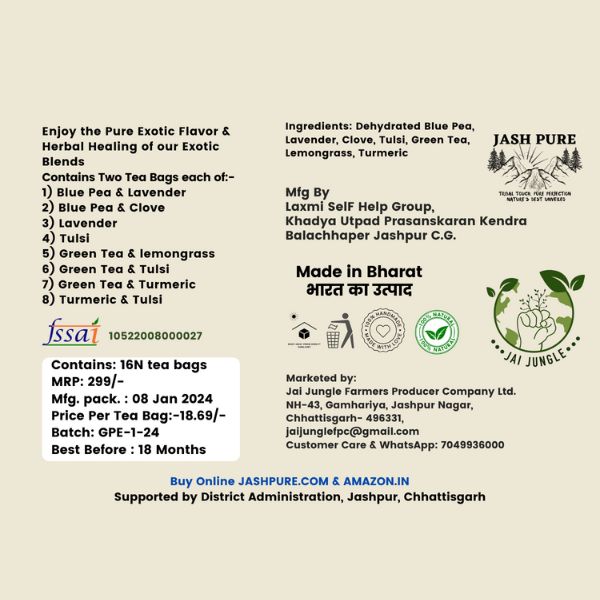 Enjoy the Pure Exotic Flavor &
Herbal Healing of our Exotic
Blends
Contains Two Tea Bags each of:-
1) Blue Pea & Lavender
2) Blue Pea & Clove
3) Lavender
4) Tulsi
5) Green Tea & lemongrass
6) Green Tea & Tulsi
7) Green Tea & Turmeric
8) Turmeric & Tulsi
fssai 10522008000027
Contains: 16N tea bags
MRP: 299/-
Mfg. pack. : 08 Jan 2024
Price Per Tea Bag:-18.69/-
Batch: GPE-1-24
Best Before : 18 Months
Ingredients: Dehydrated Blue Pea,
Lavender, Clove, Tulsi, Green Tea,
Lemongrass, Turmeric
JASH PURE
TRIBAL TOUCH, PURE PERFECTION
NATURE'S BEST UNVEILED
Mfg By
Laxmi Self Help Group,
Khadya Utpad Prasanskaran Kendra
Balachhaper Jashpur C.G.
Made in Bharat
भारत का उत्पाद
100% HANDMADE
MADE WITH LOVE
100% NATURAL
100% NATURAL
JAI JUNGLE
Marketed by:
Jai Jungle Farmers Producer Company Ltd.
NH-43, Gamhariya, Jashpur Nagar,
Chhattisgarh- 496331,
jaijunglefpc@gmail.com
Customer Care & WhatsApp: 7049936000
Buy Online JASHPURE.COM & AMAZON.IN
Supported by District Administration, Jashpur, Chhattisgarh